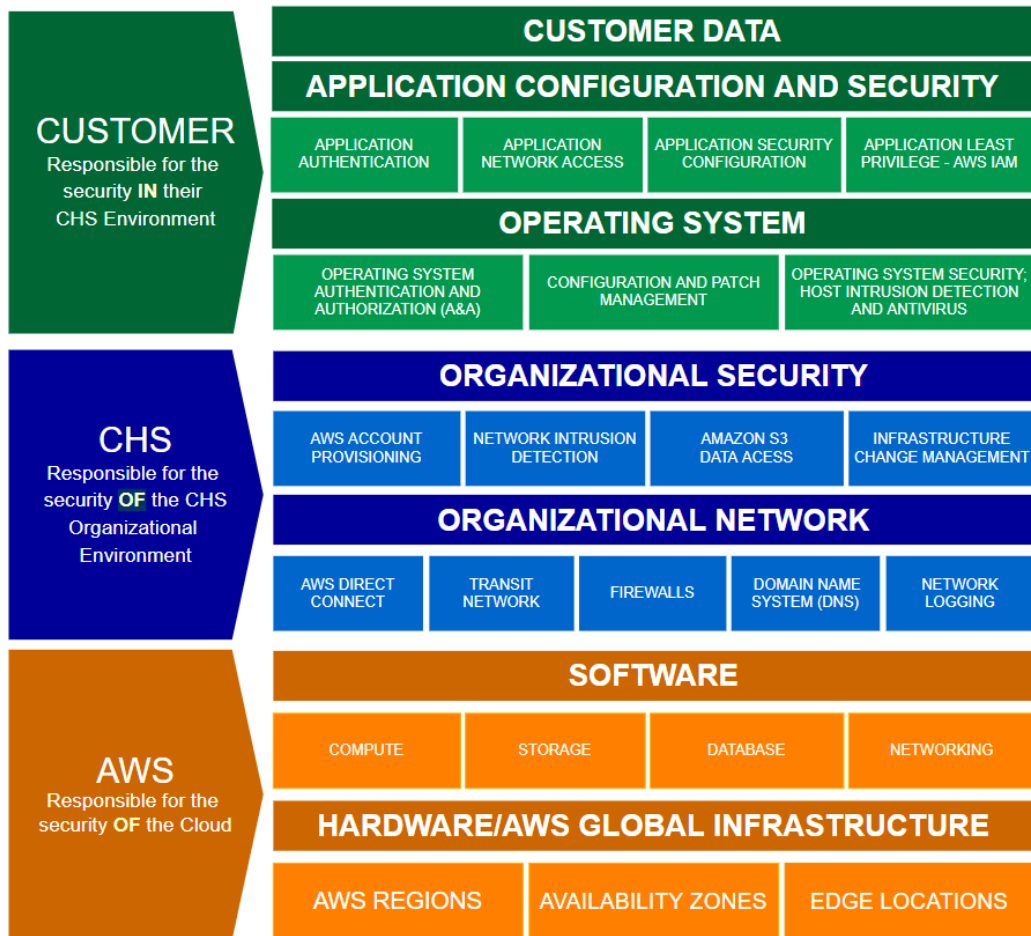 CUSTOMER
Responsible for the
security IN their
CHS Environment
CUSTOMER DATA
APPLICATION CONFIGURATION AND SECURITY
APPLICATION
AUTHENTICATION
APPLICATION
NETWORK ACCESS
APPLICATION SECURITY
CONFIGURATION
APPLICATION LEAST
PRIVILEGE - AWS IAM
OPERATING SYSTEM
OPERATING SYSTEM
AUTHENTICATION AND
AUTHORIZATION (A&A)
CONFIGURATION AND PATCH
MANAGEMENT
OPERATING SYSTEM SECURITY;
HOST INTRUSION DETECTION
AND ANTIVIRUS
CHS
Responsible for the
security OF the CHS
Organizational
Environment
ORGANIZATIONAL SECURITY
AWS ACCOUNT
PROVISIONING
NETWORK INTRUSION
DETECTION
AMAZON S3
DATA ACESS
INFRASTRUCTURE
CHANGE MANAGEMENT
ORGANIZATIONAL NETWORK
AWS DIRECT
CONNECT
TRANSIT
NETWORK
FIREWALLS
DOMAIN NAME
SYSTEM (DNS)
NETWORK
LOGGING
AWS
Responsible for the
security OF the Cloud
SOFTWARE
COMPUTE
STORAGE
DATABASE
NETWORKING
HARDWARE/AWS GLOBAL INFRASTRUCTURE
AWS REGIONS
AVAILABILITY ZONES
EDGE LOCATIONS